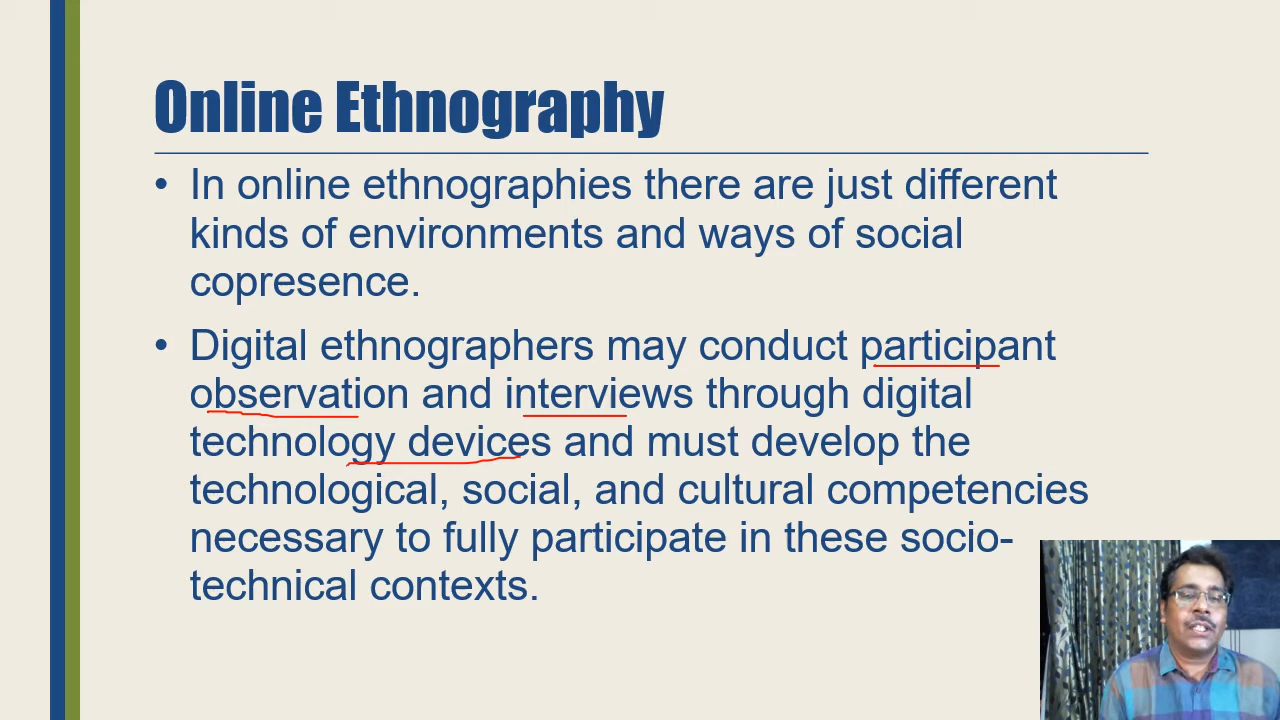 Online Ethnography
• In online ethnographies there are just different
kinds of environments and ways of social
copresence.
• Digital ethnographers may conduct participant
observation and interviews through digital
technology devices and must develop the
technological, social, and cultural competencies
necessary to fully participate in these socio-
technical contexts.